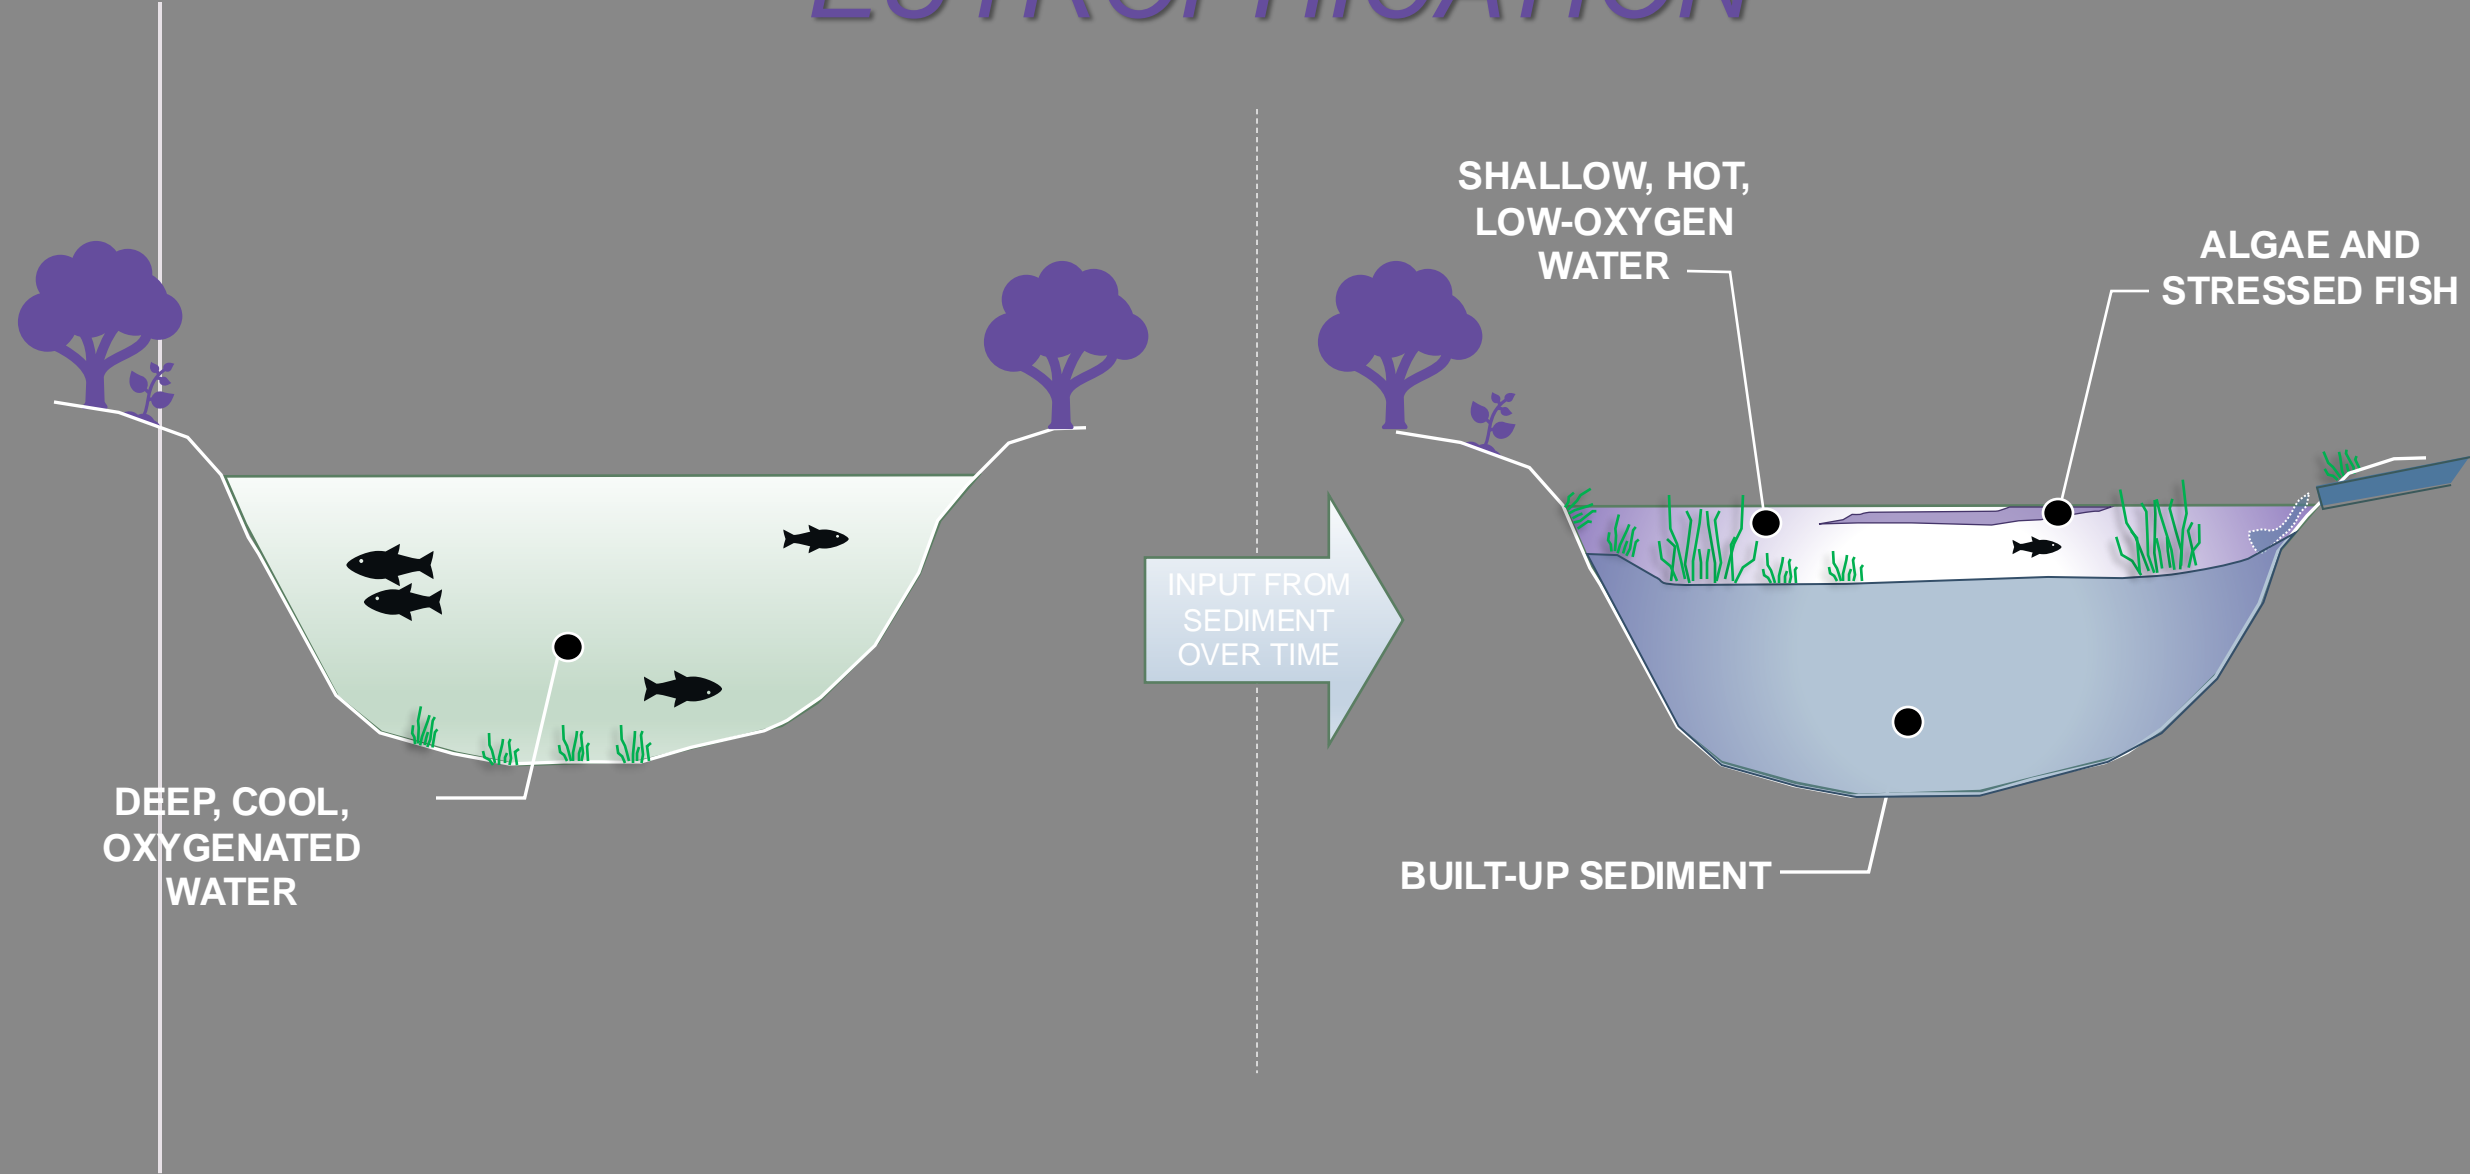 EUTROPHICATION
SHALLOW, HOT,
LOW-OXYGEN
WATER
ALGAE AND
STRESSED FISH
INPUT FROM
SEDIMENT
OVER TIME
DEEP, COOL,
OXYGENATED
WATER
BUILT-UP SEDIMENT